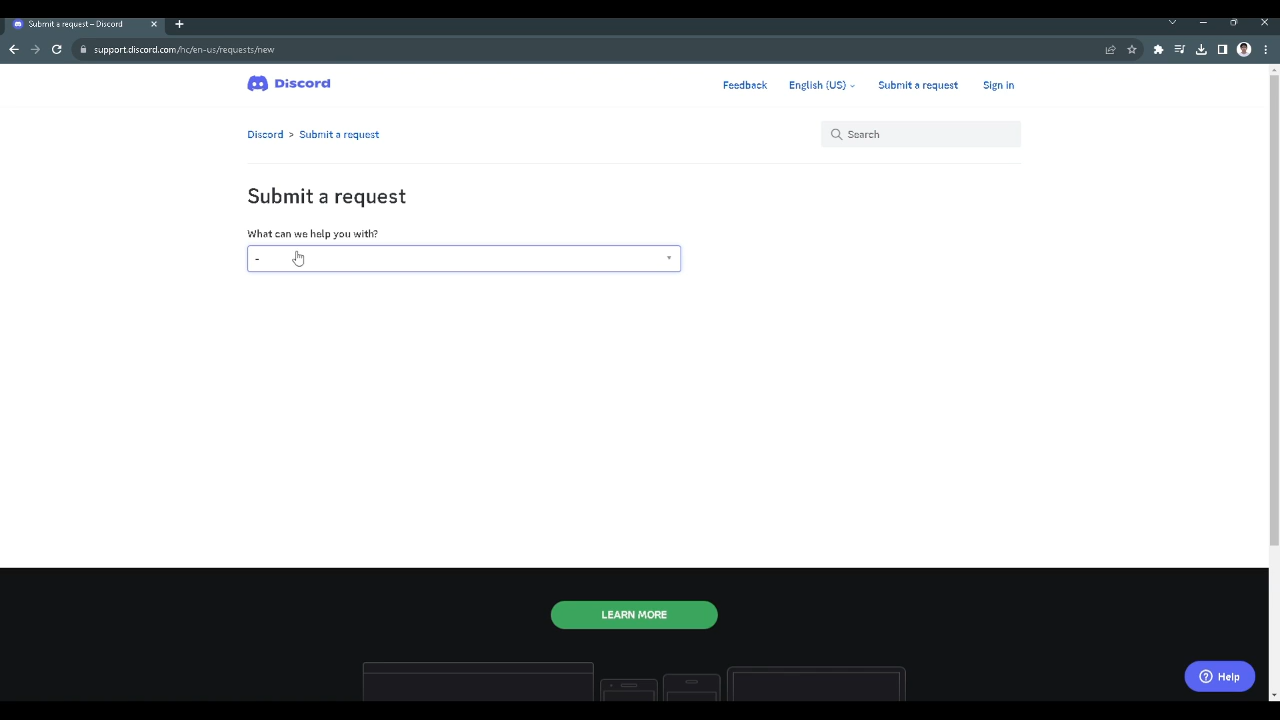 Submit a request – Discord
support.discord.com/hc/en-us/requests/new
Discord
Feedback
English (US)
Submit a request
Sign in
Discord > Submit a request
Search
Submit a request
What can we help you with?
-
LEARN MORE
Help